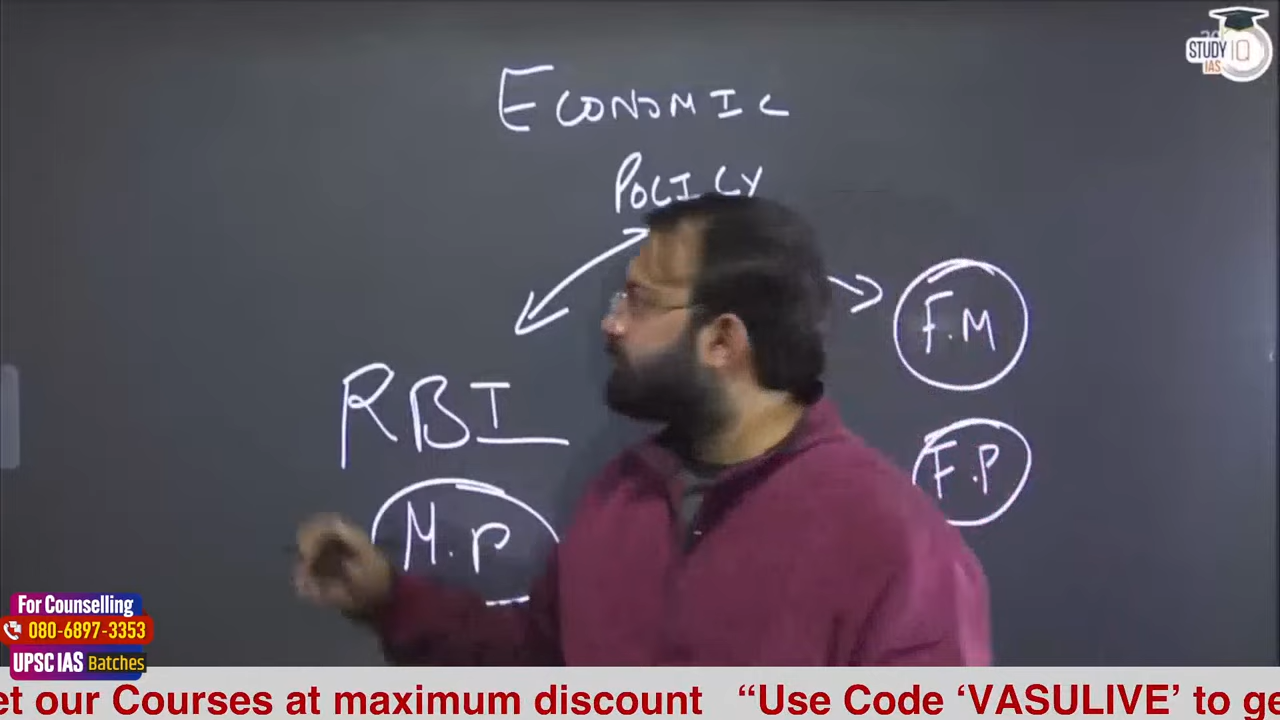 STUDY IQ
IAS
ECONOMIC
POLICY
F.M
RBI
F.P
M.P
For Counselling
080-6897-3353
UPSC IAS Batches
et our Courses at maximum discount “Use Code ‘VASULIVE’ to ge